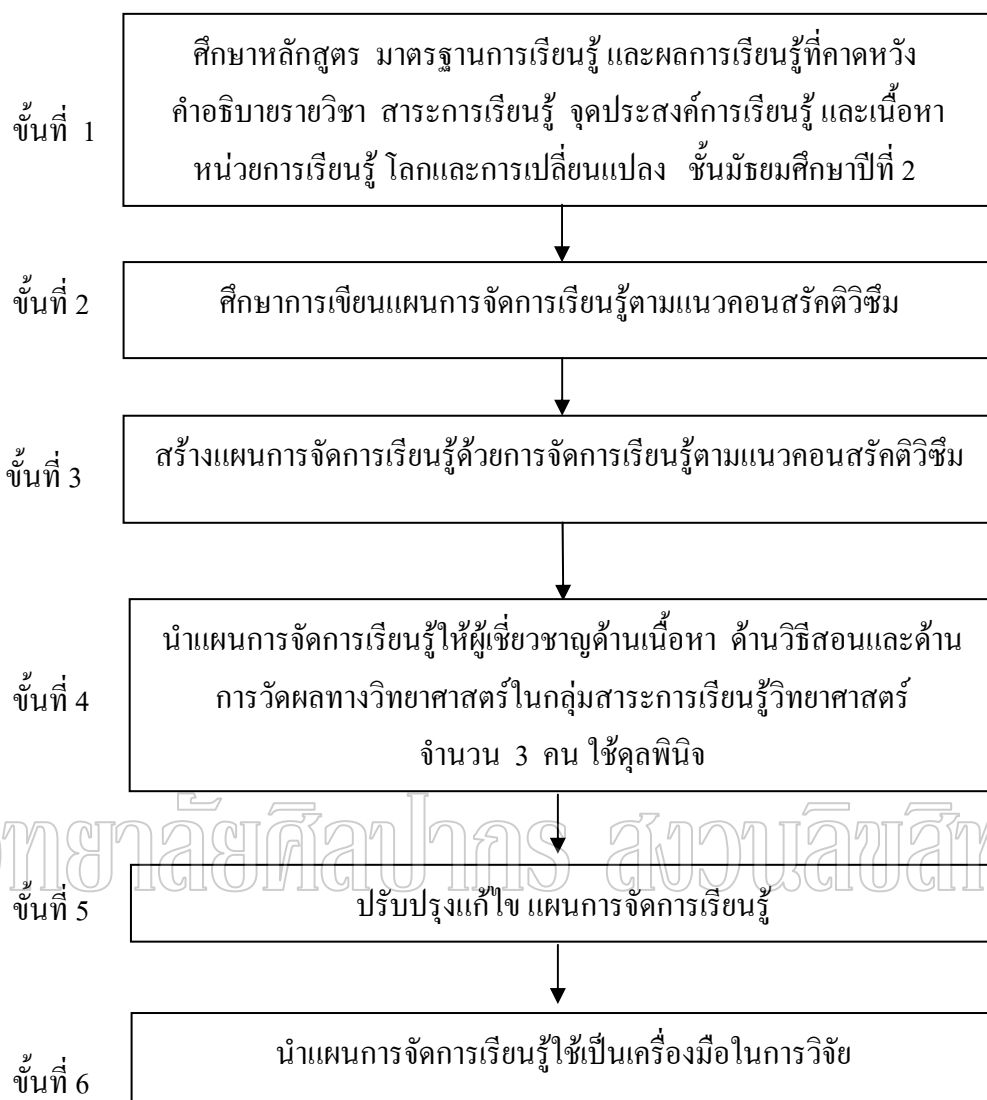 ศึกษาหลักสูตร มาตรฐานการเรียนรู้ และผลการเรียนรู้ที่คาดหวัง
ขั้นที่ 1
คำอธิบายรายวิชา สาระการเรียนรู้ จุดประสงค์การเรียนรู้ และเนื้อหา
หน่วยการเรียนรู้ โลกและการเปลี่ยนแปลง ชั้นมัธยมศึกษาปีที่ 2
ขั้นที่ 2
ศึกษาการเขียนแผนการจัดการเรียนรู้ตามแนวคอนสรัคติวิซึม
ขั้นที่ 3
สร้างแผนการจัดการเรียนรู้ด้วยการจัดการเรียนรู้ตามแนวคอนสรัคติวิซึม
นำแผนการจัดการเรียนรู้ให้ผู้เชี่ยวชาญด้านเนื้อหา ด้านวิธีสอนและด้าน
ขั้นที่ 4
การวัดผลทางวิทยาศาสตร์ในกลุ่มสาระการเรียนรู้วิทยาศาสตร์
จำนวน 3 คน ใช้ดุลพินิจ
วิทยาลัยศิลปากร สงวนลิขสิท
ขั้นที่ 5
ปรับปรุงแก้ไข แผนการจัดการเรียนรู้
ขั้นที่ 6
นำแผนการจัดการเรียนรู้ใช้เป็นเครื่องมือในการวิจัย